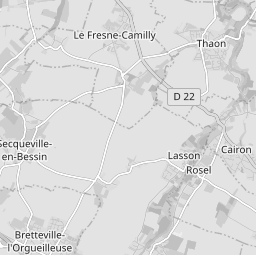 Le Fresne-Camilly
Thaon
D 22
Secqueville-
en-Bessin
Lasson
Cairon
Rosel
Bretteville-
l'Orgueilleuse